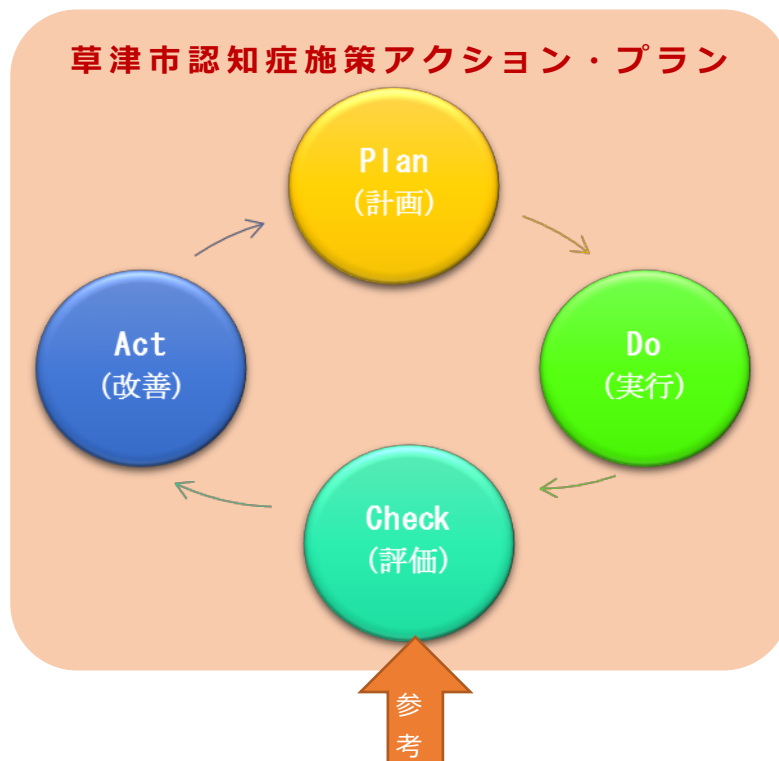 草津市認知症施策アクション・プラン
Plan
(計画)
Act
(改善)
Do
(実行)
Check
(評価)
参
考